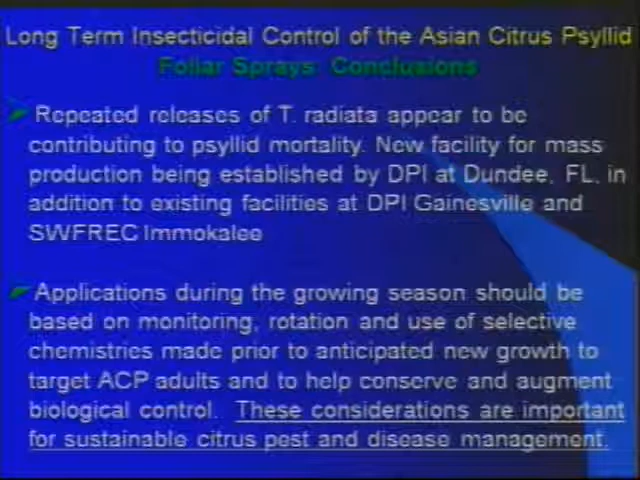 Long Term Insecticidal Control of the Asian Citrus Psyllid
Foliar Sprays: Conclusions
Repeated releases of T. radiata appear to be
contributing to psyllid mortality. New facility for mass
production being established by DPI at Dundee, FL, in
addition to existing facilities at DPI Gainesville and
SWFREC Immokalee
Applications during the growing season should be
based on monitoring, rotation and use of selective
chemistries made prior to anticipated new growth to
target ACP adults and to help conserve and augment
biological control. These considerations are important
for sustainable citrus pest and disease management.